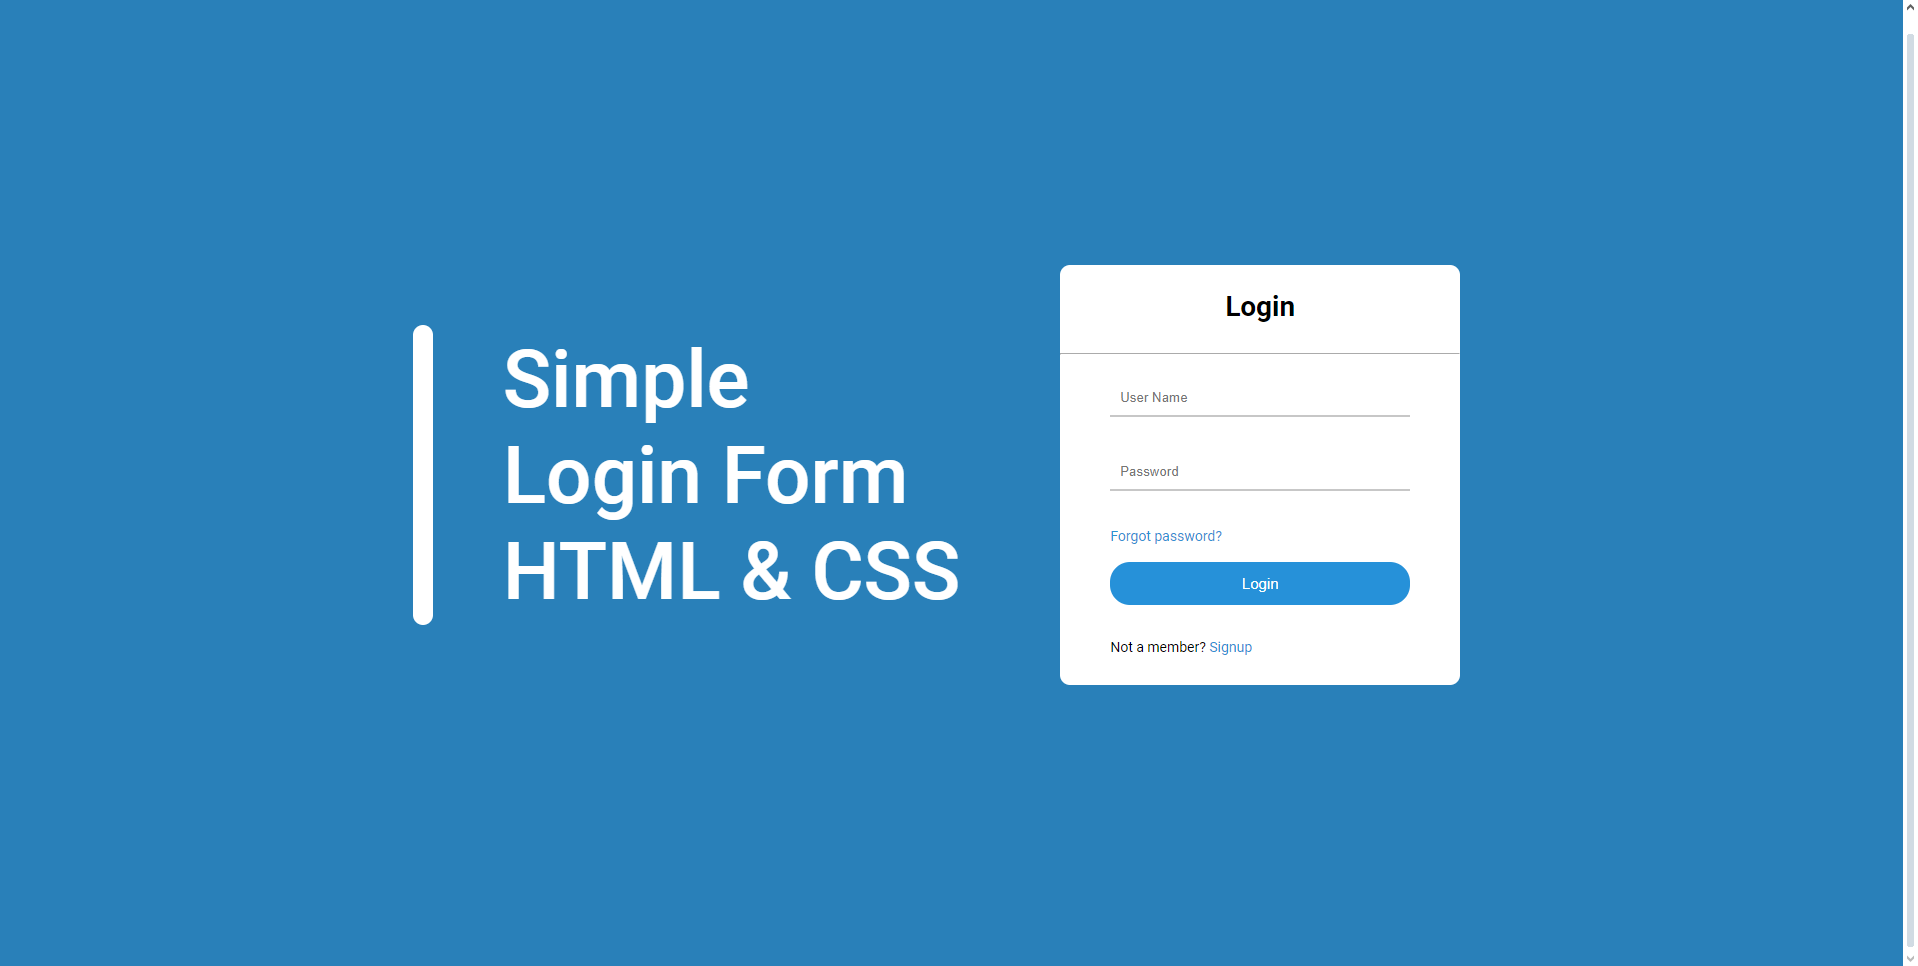 Simple
Login Form
HTML & CSS
Login
User Name
Password
Forgot password?
Login
Not a member? Signup